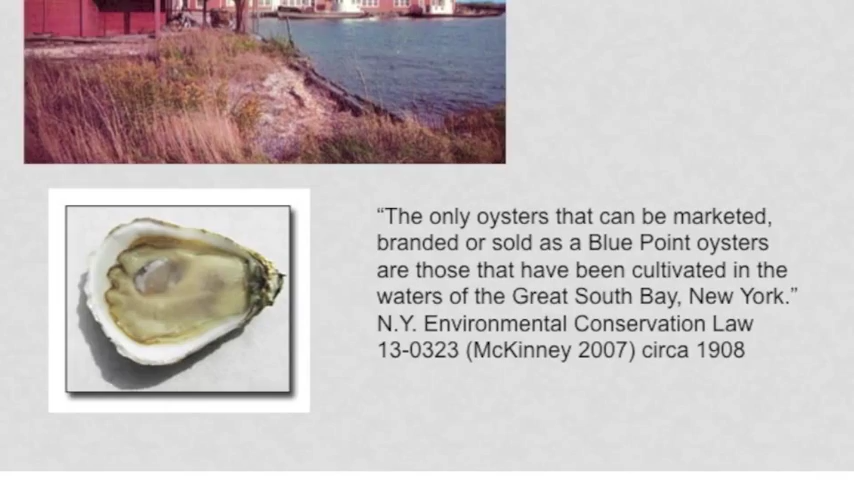 “The only oysters that can be marketed,
branded or sold as a Blue Point oysters
are those that have been cultivated in the
waters of the Great South Bay, New York.”
N.Y. Environmental Conservation Law
13-0323 (McKinney 2007) circa 1908